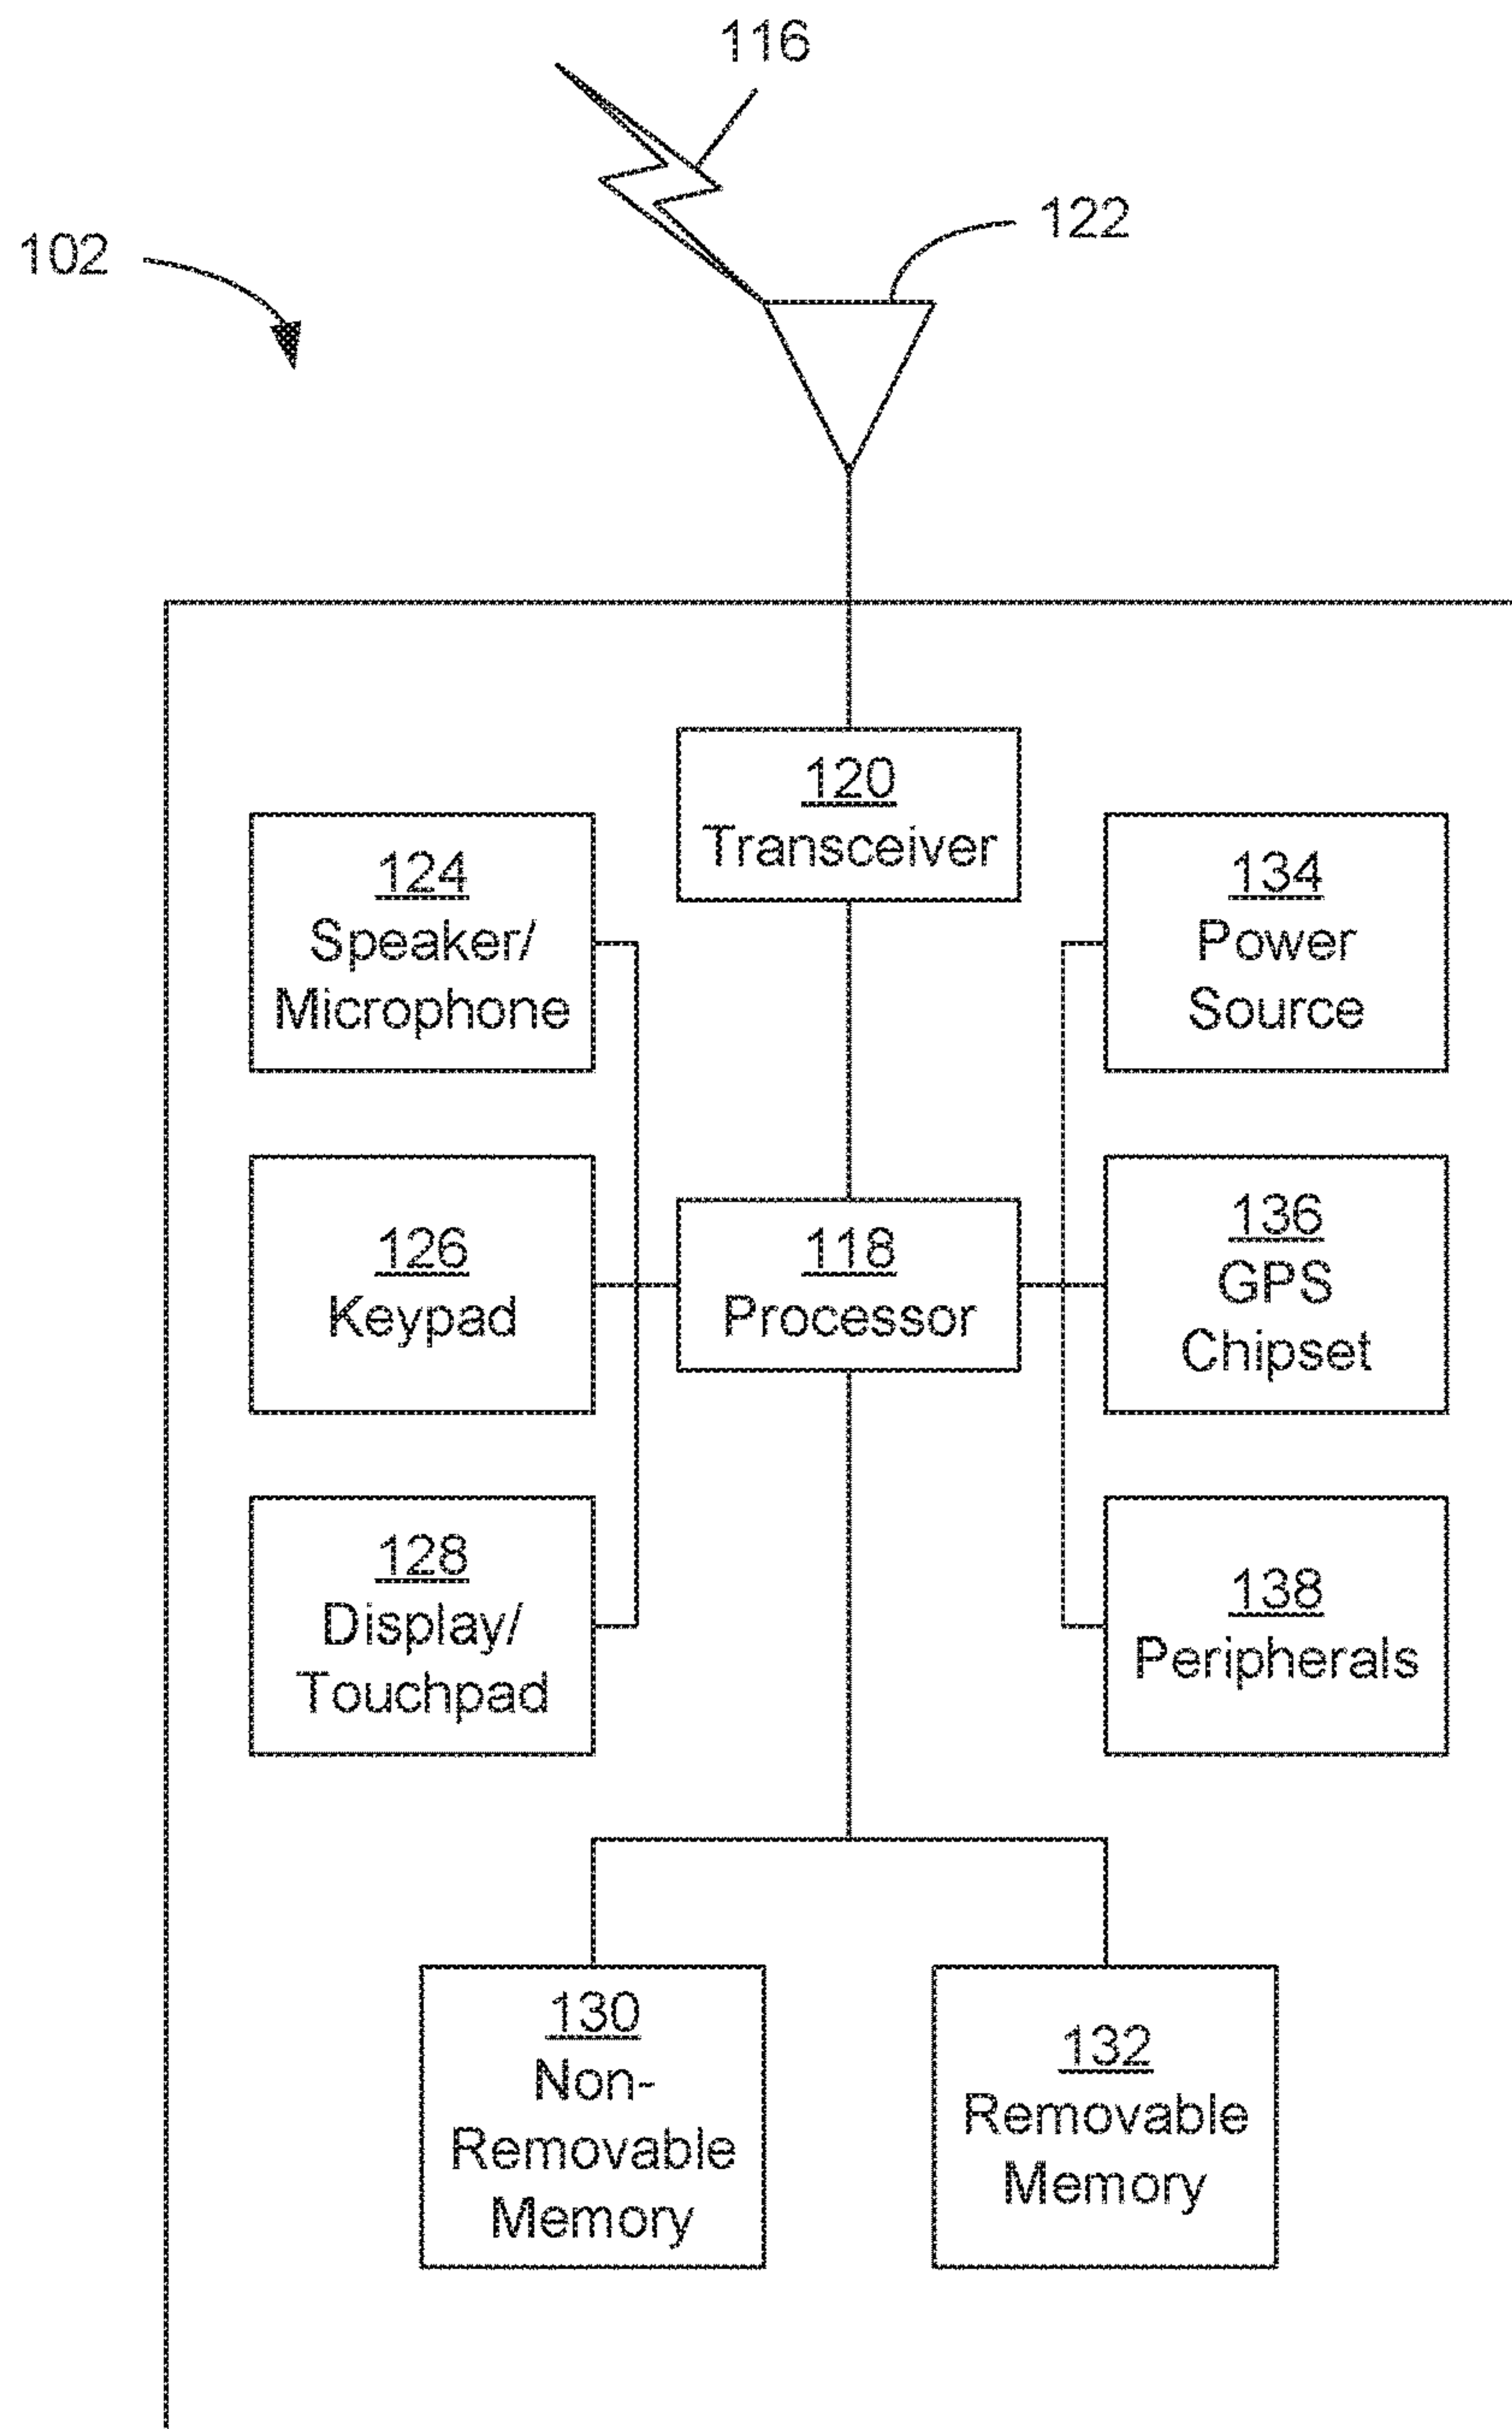 116
122
102
120
Transceiver
124
Speaker/
Microphone
134
Power
Source
126
Keypad
118
Processor
136
GPS
Chipset
128
Display/
Touchpad
138
Peripherals
130
Non-
Removable
Memory
132
Removable
Memory